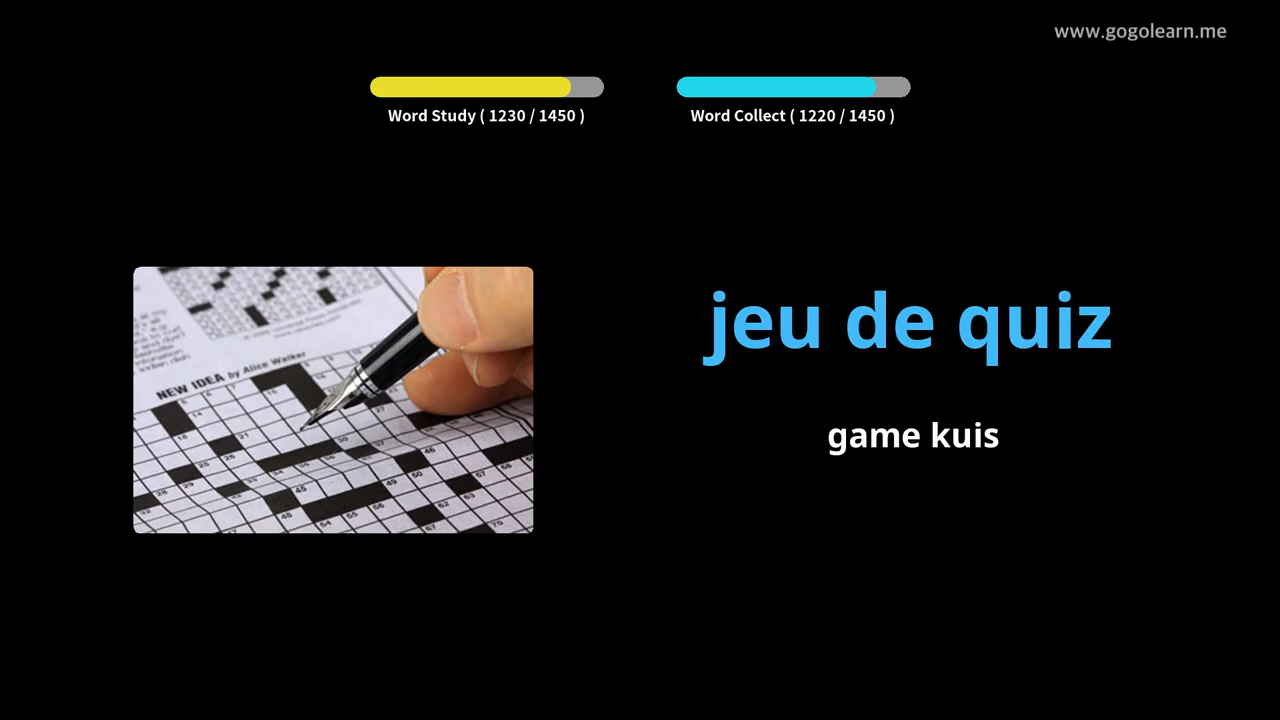 www.gogolearn.me
Word Study ( 1230 / 1450 )
Word Collect ( 1220 / 1450 )
NEW IDEA by Alice Walker
jeu de quiz
game kuis